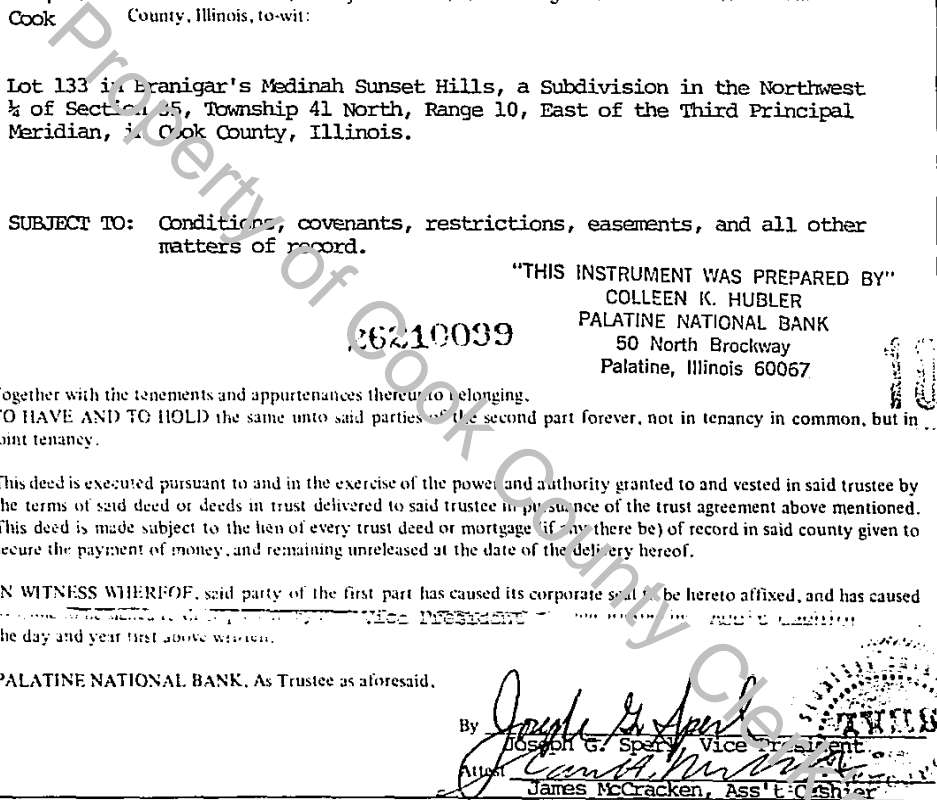 Cook County, Illinois, to-wit:
Lot 133 in Branigar's Medinah Sunset Hills, a Subdivision in the Northwest
¼ of Section 35, Township 41 North, Range 10, East of the Third Principal
Meridian, in Cook County, Illinois.
SUBJECT TO: Conditions, covenants, restrictions, easements, and all other
matters of record.
"THIS INSTRUMENT WAS PREPARED BY"
COLLEEN K. HUBLER
PALATINE NATIONAL BANK
50 North Brockway
Palatine, Illinois 60067
26210099
10
ogether with the tenements and appurtenances thereunto belonging.
TO HAVE AND TO HOLD the same unto said parties of the second part forever, not in tenancy in common, but in
oint tenancy.
This deed is executed pursuant to and in the exercise of the power and authority granted to and vested in said trustee by
he terms of said deed or deeds in trust delivered to said trustee in pursuance of the trust agreement above mentioned.
This deed is made subject to the lien of every trust deed or mortgage (if any there be) of record in said county given to
ecure the payment of money, and remaining unreleased at the date of the delivery hereof.
N WITNESS WHEREOF, said party of the first part has caused its corporate seal to be hereto affixed, and has caused
Vice President Ass't Cashier
he day and year first above written.
PALATINE NATIONAL BANK, As Trustee as aforesaid,
By Joseph G. Spery
Joseph G. Spery, Vice President
Attest
James McCracken, Ass't Cashier
Property of Cook County Clerk's